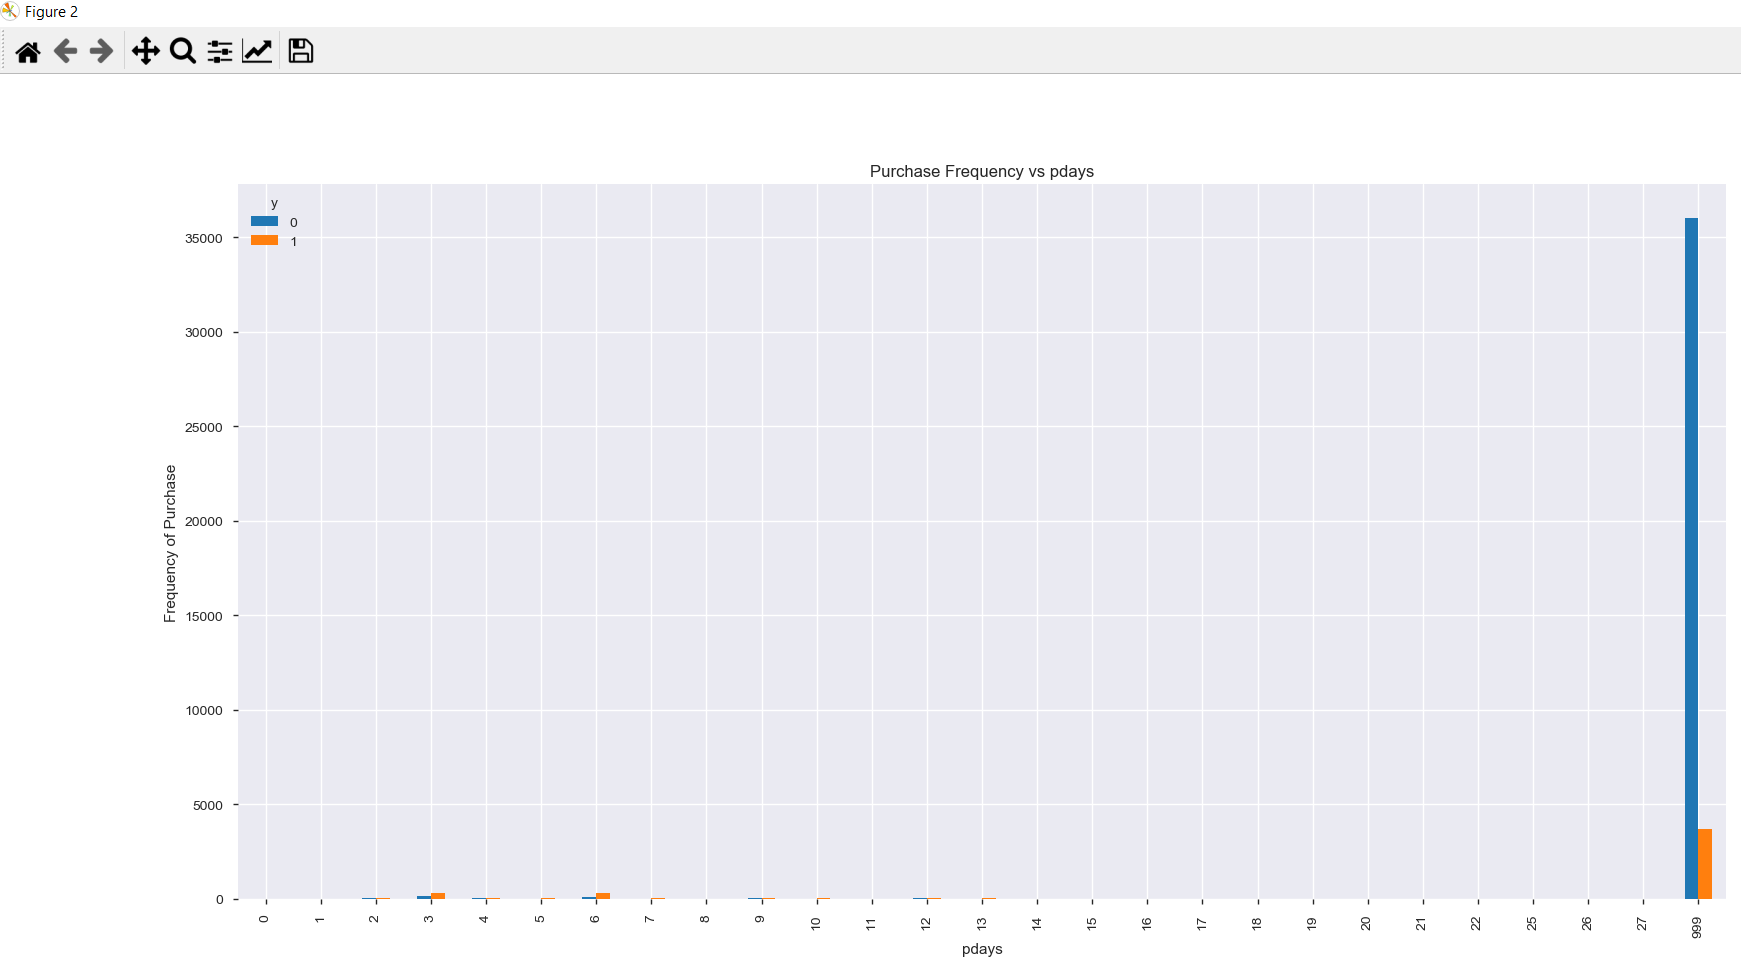 Figure 2
Purchase Frequency vs pdays
y
0
1
35000
30000
25000
20000
15000
10000
5000
0
Frequency of Purchase
0 1 2 3 4 5 6 7 8 9 10 11 12 13 14 15 16 17 18 19 20 21 22 25 26 27 999
pdays